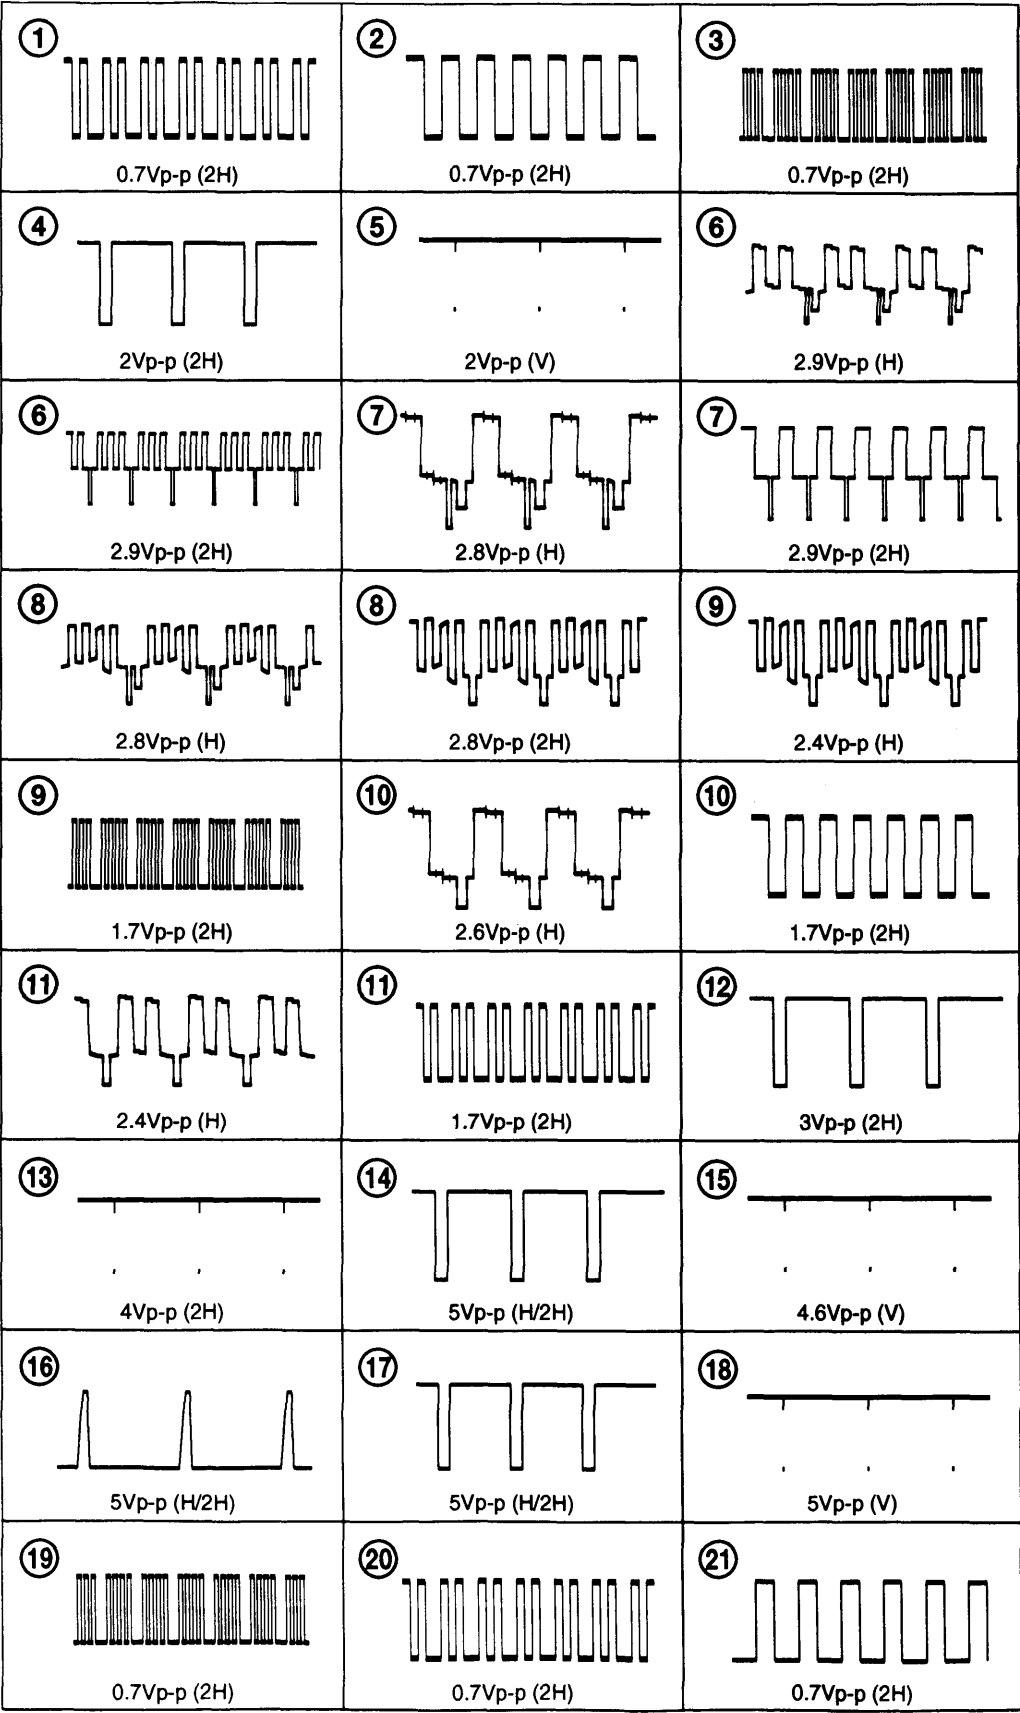 1 2 3
0.7Vp-p (2H) 0.7Vp-p (2H) 0.7Vp-p (2H)
4 5 6
2Vp-p (2H) 2Vp-p (V) 2.9Vp-p (H)
6 7 7
2.9Vp-p (2H) 2.8Vp-p (H) 2.9Vp-p (2H)
8 8 9
2.8Vp-p (H) 2.8Vp-p (2H) 2.4Vp-p (H)
9 10 10
1.7Vp-p (2H) 2.6Vp-p (H) 1.7Vp-p (2H)
11 11 12
2.4Vp-p (H) 1.7Vp-p (2H) 3Vp-p (2H)
13 14 15
4Vp-p (2H) 5Vp-p (H/2H) 4.6Vp-p (V)
16 17 18
5Vp-p (H/2H) 5Vp-p (H/2H) 5Vp-p (V)
19 20 21
0.7Vp-p (2H) 0.7Vp-p (2H) 0.7Vp-p (2H)